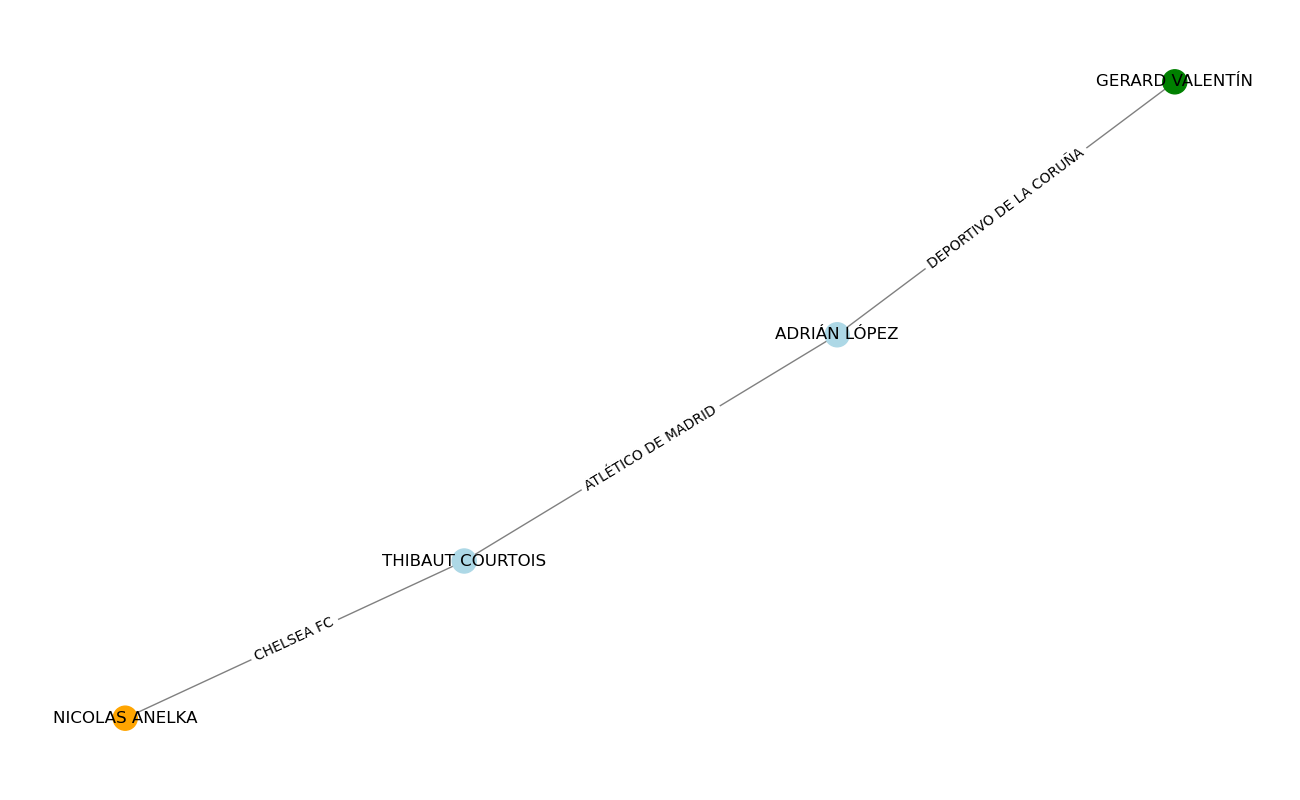 GERARD VALENTÍN
DEPORTIVO DE LA CORUÑA
ADRIÁN LÓPEZ
ATLÉTICO DE MADRID
THIBAUT COURTOIS
CHELSEA FC
NICOLAS ANELKA